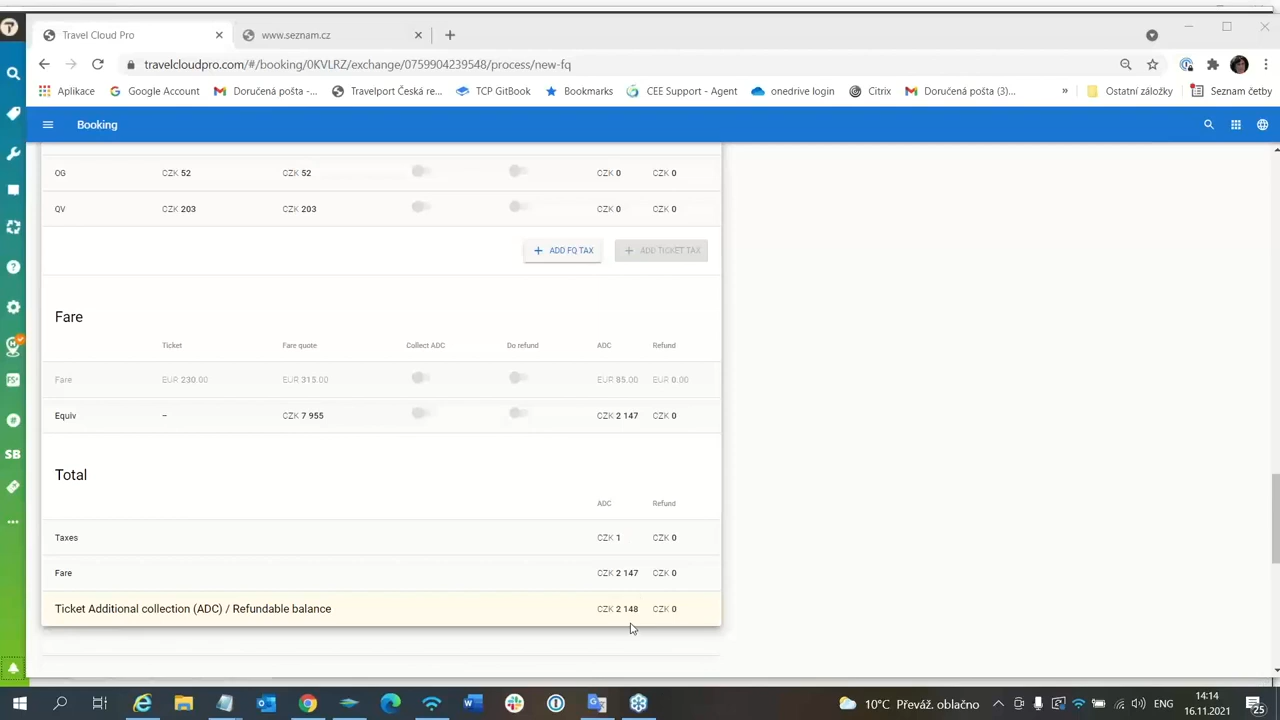 Travel Cloud Pro
www.seznam.cz
travelcloudpro.com/#/booking/0KVLRZ/exchange/0759904239548/process/new-fq
Aplikace Google Account Doručená pošta -... Travelport Česká re... TCP GitBook Bookmarks CEE Support - Agent onedrive login Citrix Doručená pošta (3)... » Ostatní záložky Seznam četby
Booking
OG CZK 52 CZK 52 CZK 0 CZK 0
QV CZK 203 CZK 203 CZK 0 CZK 0
+ ADD FQ TAX + ADD TICKET TAX
Fare
Ticket Fare quote Collect ADC Do refund ADC Refund
Fare EUR 230.00 EUR 315.00 EUR 85.00 EUR 0.00
Equiv – CZK 7 955 CZK 2 147 CZK 0
Total
ADC Refund
Taxes CZK 1 CZK 0
Fare CZK 2 147 CZK 0
Ticket Additional collection (ADC) / Refundable balance CZK 2 148 CZK 0
FS+
SB
10°C Převáž. oblačno ENG 14:14
16.11.2021
25